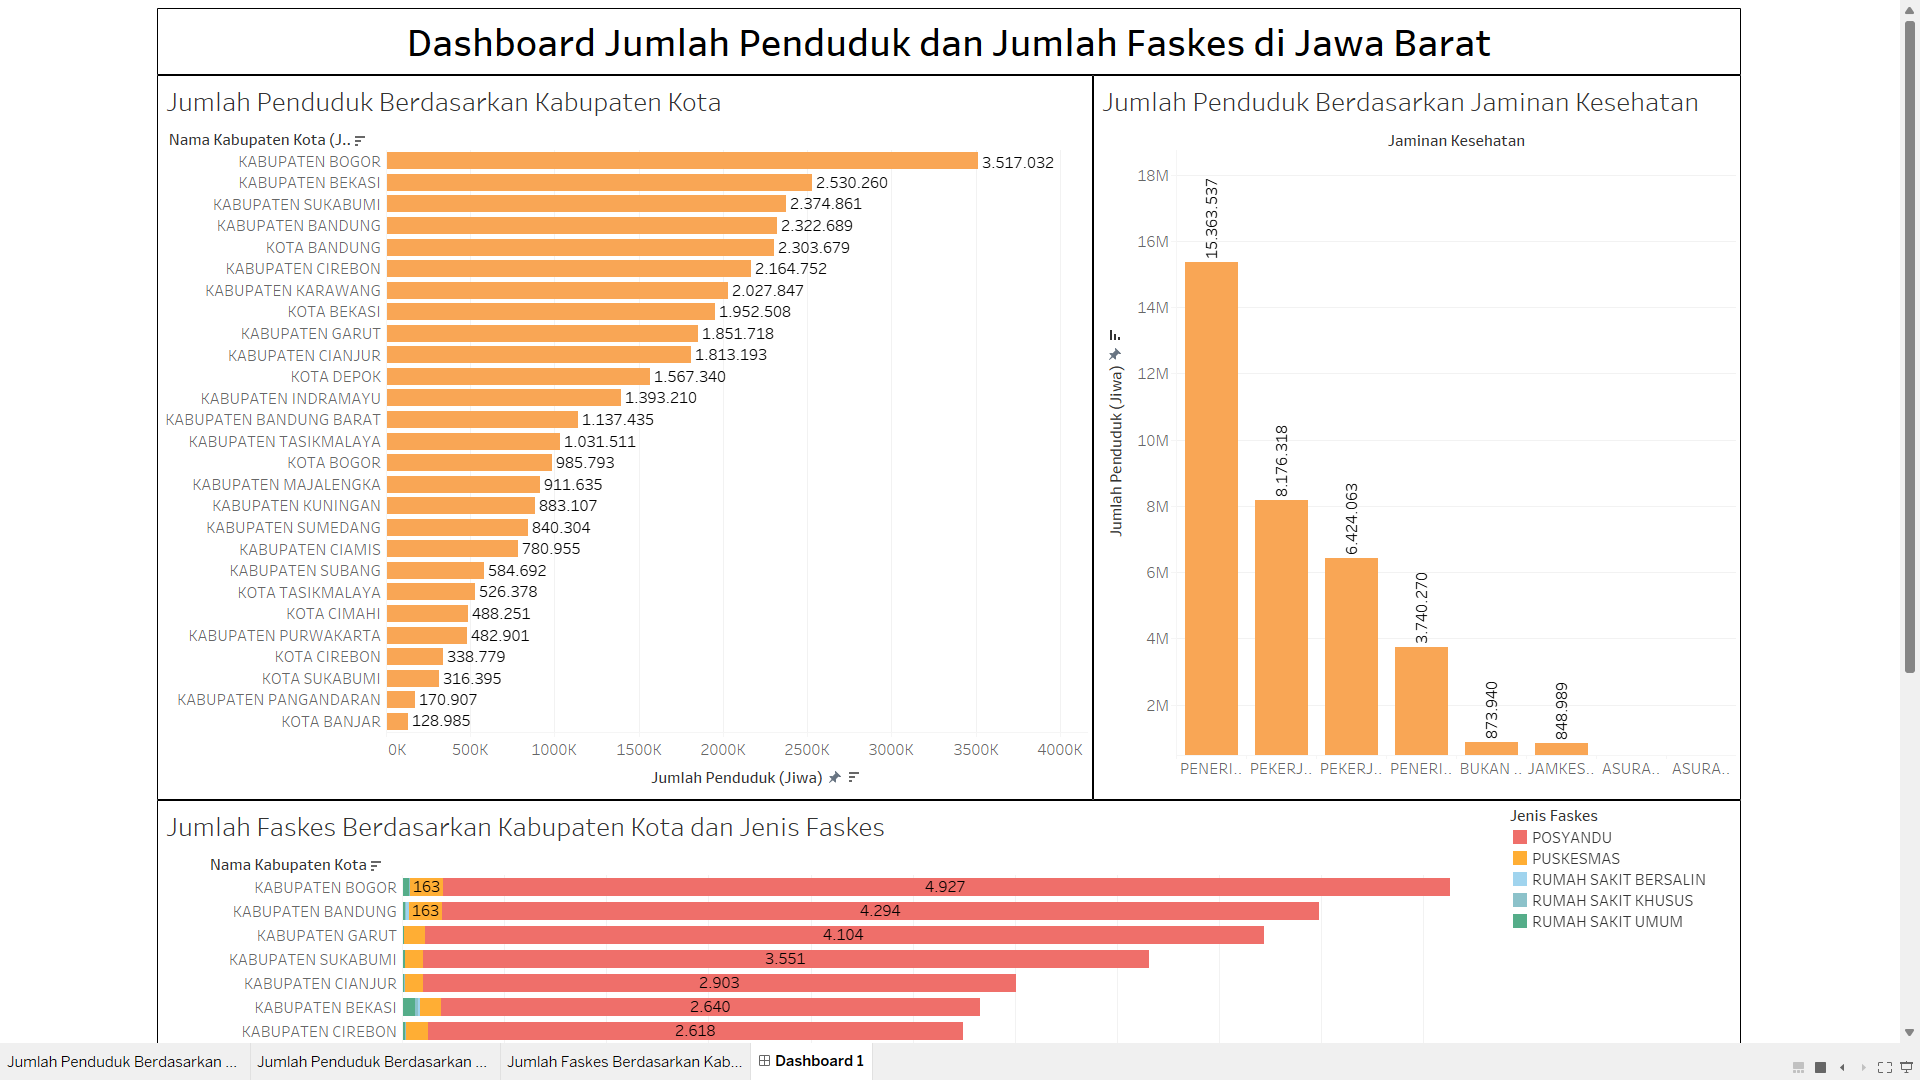 Dashboard Jumlah Penduduk dan Jumlah Faskes di Jawa Barat
Jumlah Penduduk Berdasarkan Kabupaten Kota
Nama Kabupaten Kota (J..
KABUPATEN BOGOR 3.517.032
KABUPATEN BEKASI 2.530.260
KABUPATEN SUKABUMI 2.374.861
KABUPATEN BANDUNG 2.322.689
KOTA BANDUNG 2.303.679
KABUPATEN CIREBON 2.164.752
KABUPATEN KARAWANG 2.027.847
KOTA BEKASI 1.952.508
KABUPATEN GARUT 1.851.718
KABUPATEN CIANJUR 1.813.193
KOTA DEPOK 1.567.340
KABUPATEN INDRAMAYU 1.393.210
KABUPATEN BANDUNG BARAT 1.137.435
KABUPATEN TASIKMALAYA 1.031.511
KOTA BOGOR 985.793
KABUPATEN MAJALENGKA 911.635
KABUPATEN KUNINGAN 883.107
KABUPATEN SUMEDANG 840.304
KABUPATEN CIAMIS 780.955
KABUPATEN SUBANG 584.692
KOTA TASIKMALAYA 526.378
KOTA CIMAHI 488.251
KABUPATEN PURWAKARTA 482.901
KOTA CIREBON 338.779
KOTA SUKABUMI 316.395
KABUPATEN PANGANDARAN 170.907
KOTA BANJAR 128.985
0K 500K 1000K 1500K 2000K 2500K 3000K 3500K 4000K
Jumlah Penduduk (Jiwa)
Jumlah Penduduk Berdasarkan Jaminan Kesehatan
Jaminan Kesehatan
Jumlah Penduduk (Jiwa)
18M
16M
14M
12M
10M
8M
6M
4M
2M
15.363.537
8.176.318
6.424.063
3.740.270
873.940
848.989
PENERI.. PEKERJ.. PEKERJ.. PENERI.. BUKAN .. JAMKES.. ASURA.. ASURA..
Jumlah Faskes Berdasarkan Kabupaten Kota dan Jenis Faskes
Nama Kabupaten Kota
KABUPATEN BOGOR 163 4.927
KABUPATEN BANDUNG 163 4.294
KABUPATEN GARUT 4.104
KABUPATEN SUKABUMI 3.551
KABUPATEN CIANJUR 2.903
KABUPATEN BEKASI 2.640
KABUPATEN CIREBON 2.618
Jenis Faskes
POSYANDU
PUSKESMAS
RUMAH SAKIT BERSALIN
RUMAH SAKIT KHUSUS
RUMAH SAKIT UMUM
Jumlah Penduduk Berdasarkan ... Jumlah Penduduk Berdasarkan ... Jumlah Faskes Berdasarkan Kab... Dashboard 1